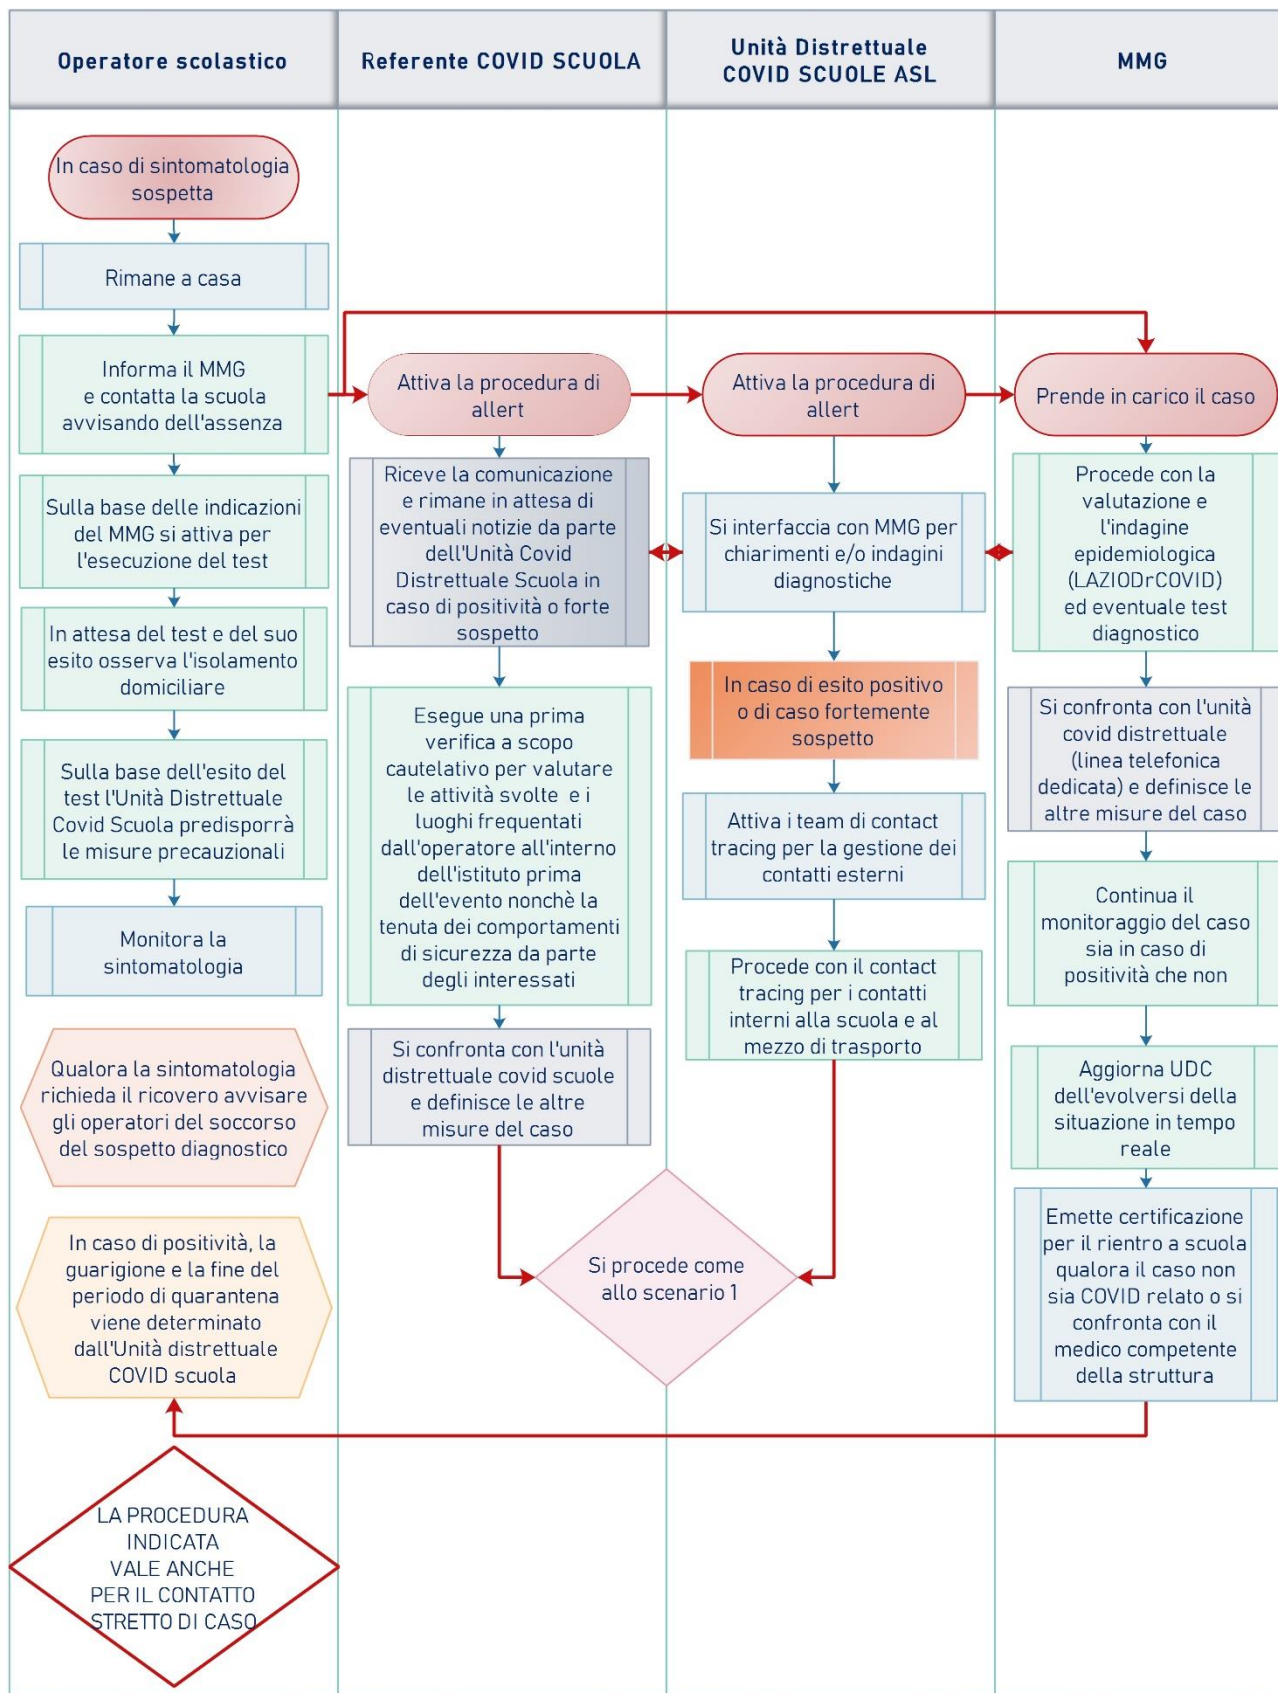 Operatore scolastico
Referente COVID SCUOLA
Unità Distrettuale
COVID SCUOLE ASL
MMG
In caso di sintomatologia
sospetta
Rimane a casa
Informa il MMG
e contatta la scuola
avvisando dell'assenza
Sulla base delle indicazioni
del MMG si attiva per
l'esecuzione del test
In attesa del test e del suo
esito osserva l'isolamento
domiciliare
Sulla base dell'esito del
test l'Unità Distrettuale
Covid Scuola predisporrà
le misure precauzionali
Monitora la
sintomatologia
Qualora la sintomatologia
richieda il ricovero avvisare
gli operatori del soccorso
del sospetto diagnostico
In caso di positività, la
guarigione e la fine del
periodo di quarantena
viene determinato
dall'Unità distrettuale
COVID scuola
LA PROCEDURA
INDICATA
VALE ANCHE
PER IL CONTATTO
STRETTO DI CASO
Attiva la procedura di
allert
Riceve la comunicazione
e rimane in attesa di
eventuali notizie da parte
dell'Unità Covid
Distrettuale Scuola in
caso di positività o forte
sospetto
Esegue una prima
verifica a scopo
cautelativo per valutare
le attività svolte e i
luoghi frequentati
dall'operatore all'interno
dell'istituto prima
dell'evento nonchè la
tenuta dei comportamenti
di sicurezza da parte
degli interessati
Si confronta con l'unità
distrettuale covid scuole
e definisce le altre
misure del caso
Attiva la procedura di
allert
Si interfaccia con MMG per
chiarimenti e/o indagini
diagnostiche
In caso di esito positivo
o di caso fortemente
sospetto
Attiva i team di contact
tracing per la gestione dei
contatti esterni
Procede con il contact
tracing per i contatti
interni alla scuola e al
mezzo di trasporto
Si procede come
allo scenario 1
Prende in carico il caso
Procede con la
valutazione e
l'indagine
epidemiologica
(LAZIODrCOVID)
ed eventuale test
diagnostico
Si confronta con l'unità
covid distrettuale
(linea telefonica
dedicata) e definisce le
altre misure del caso
Continua il
monitoraggio del caso
sia in caso di
positività che non
Aggiorna UDC
dell'evolversi della
situazione in tempo
reale
Emette certificazione
per il rientro a scuola
qualora il caso non
sia COVID relato o si
confronta con il
medico competente
della struttura